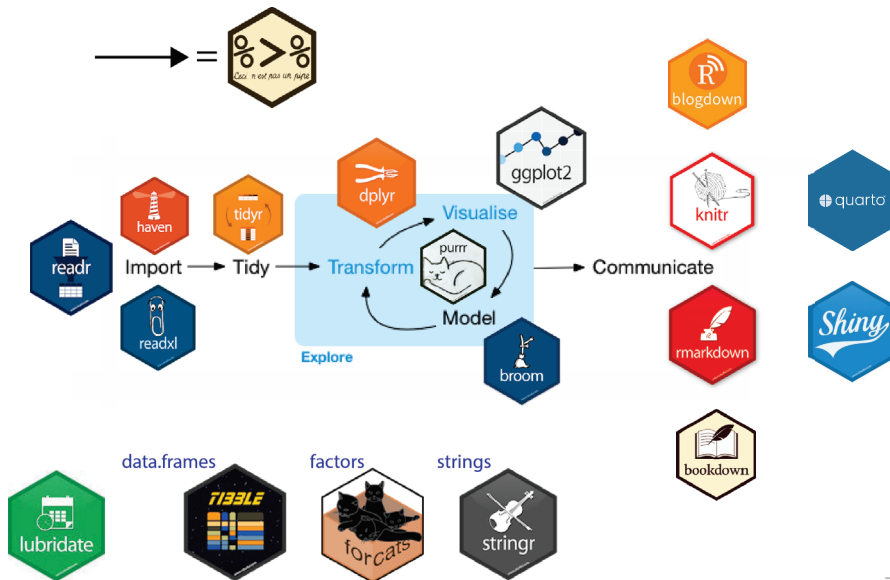 =
%>%
Ceci n'est pas un pipe
blogdown
ggplot2
dplyr
knitr
quarto
haven
tidyr
Visualise
purrr
readr
Import
Tidy
Transform
Communicate
Model
readxl
Explore
broom
rmarkdown
Shiny
bookdown
data.frames
factors
strings
TIBBLE
lubridate
forcats
stringr